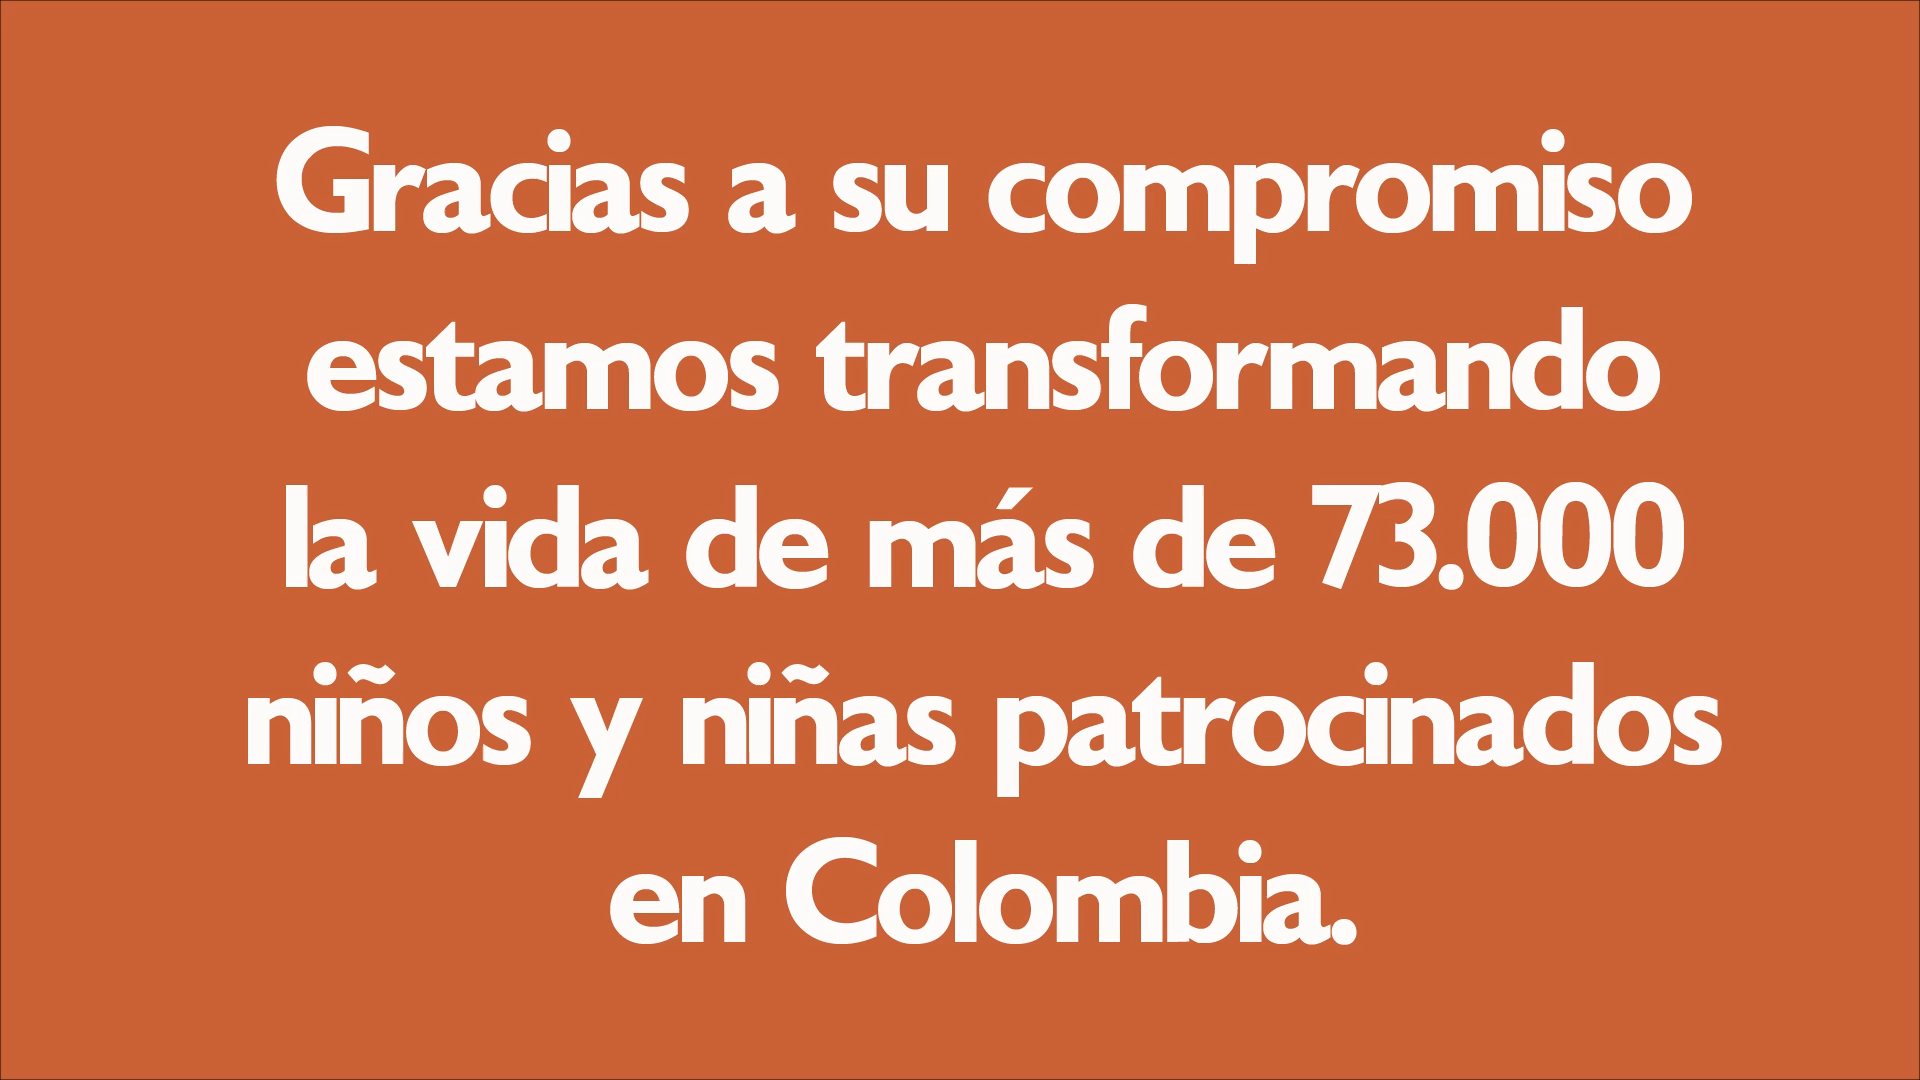 Gracias a su compromiso
estamos transformando
la vida de más de 73.000
niños y niñas patrocinados
en Colombia.